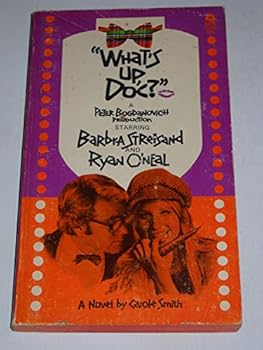 "WHAT'S
UP,
DOC?"
A
PETER BOGDANOVICH
PRODUCTION
STARRING
BARBRA STREISAND
AND
RYAN O'NEAL
A Novel by Carole Smith